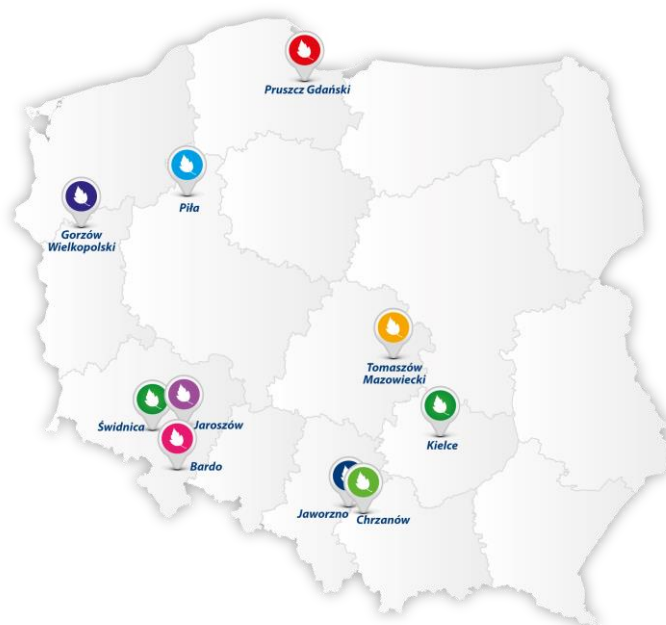 Pruszcz Gdański
Piła
Gorzów
Wielkopolski
Tomaszów
Mazowiecki
Świdnica
Jaroszów
Kielce
Bardo
Jaworzno
Chrzanów